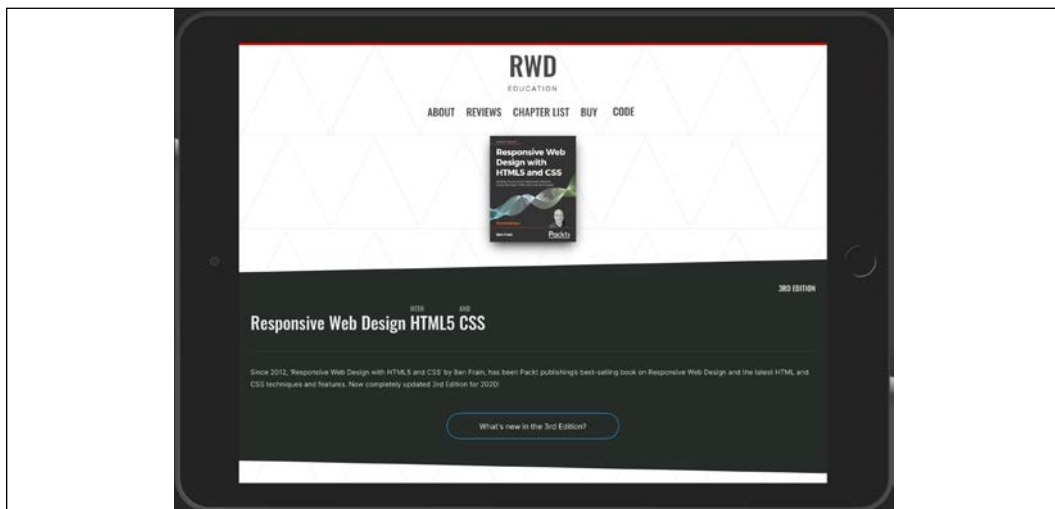 RWD
EDUCATION
ABOUT REVIEWS CHAPTER LIST BUY CODE
Responsive Web
Design with
HTML5 and CSS
Ben Frain
Packt
3RD EDITION
WITH AND
Responsive Web Design HTML5 CSS
Since 2012, 'Responsive Web Design with HTML5 and CSS' by Ben Frain, has been Packt publishing's best-selling book on Responsive Web Design and the latest HTML and
CSS techniques and features. Now completely updated 3rd Edition for 2020!
What's new in the 3rd Edition?